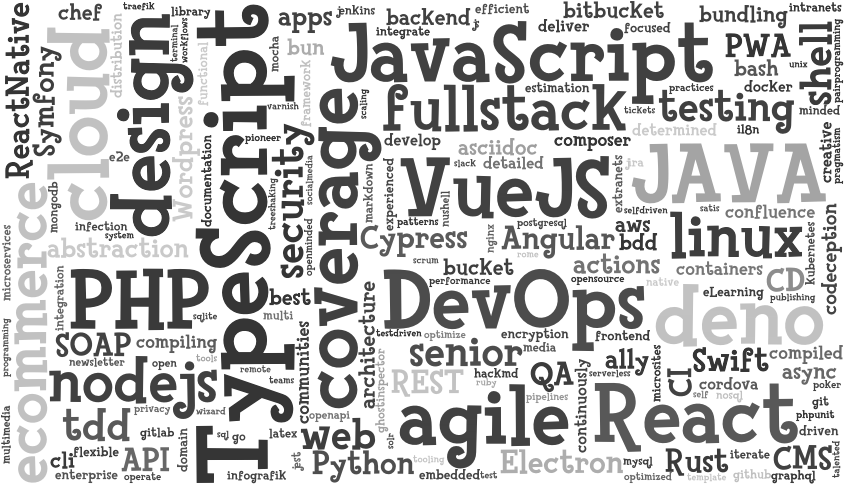 ReactNative
Symfony
chef
cloud
traefik
library
distribution
design
terminal
workflows
functional
Wordpress
apps
jenkins
integrate
backend
js
efficient
deliver
bitbucket
focused
bundling
intranets
PWA
bash
unix
docker
shell
pairprogramming
mocha
bun
framework
varnish
JavaScript
scaling
fullstack
estimation
practices
tickets
testing
minded
determined
il8n
creative
pragmatism
TypeScript
pioneer
documentation
security
socialmedia
treeshaking
openminded
coverage
develop
composer
asciidoc
slack
detailed
markdown
experienced
VueJS
extranets
jira
JAVA
e2e
mongodb
infection
system
abstraction
ecommerce
microservices
patterns
nushell
postgresql
selfdriven
satis
confluence
Cypress
nginx
Angular
rome
aws
bdd
linux
kubernetes
codeception
scrum
bucket
performance
actions
opensource
containers
native
eLearning
CD
publishing
integration
PHP
sqlite
best
multi
architecture
DevOps
deno
programming
SOAP
compiling
newsletter
open
tools
remote
teams
communities
testdriven
optimize
encryption
media
frontend
senior
nodejs
privacy
wizard
openapi
ghostinspector
REST
hackmd
ruby
QA
pipelines
continuously
serverless
ally
microsites
CI
Swift
compiled
cordova
async
self
nosql
poker
multimedia
tdd
gitlab
domain
sql
go
latex
jest
web
solr
agile
React
git
phpunit
driven
cli
flexible
enterprise
API
operate
infografik
Python
tooling
embedded
test
Electron
mysql
optimized
Rust
iterate
template
github
CMS
graphql
talented